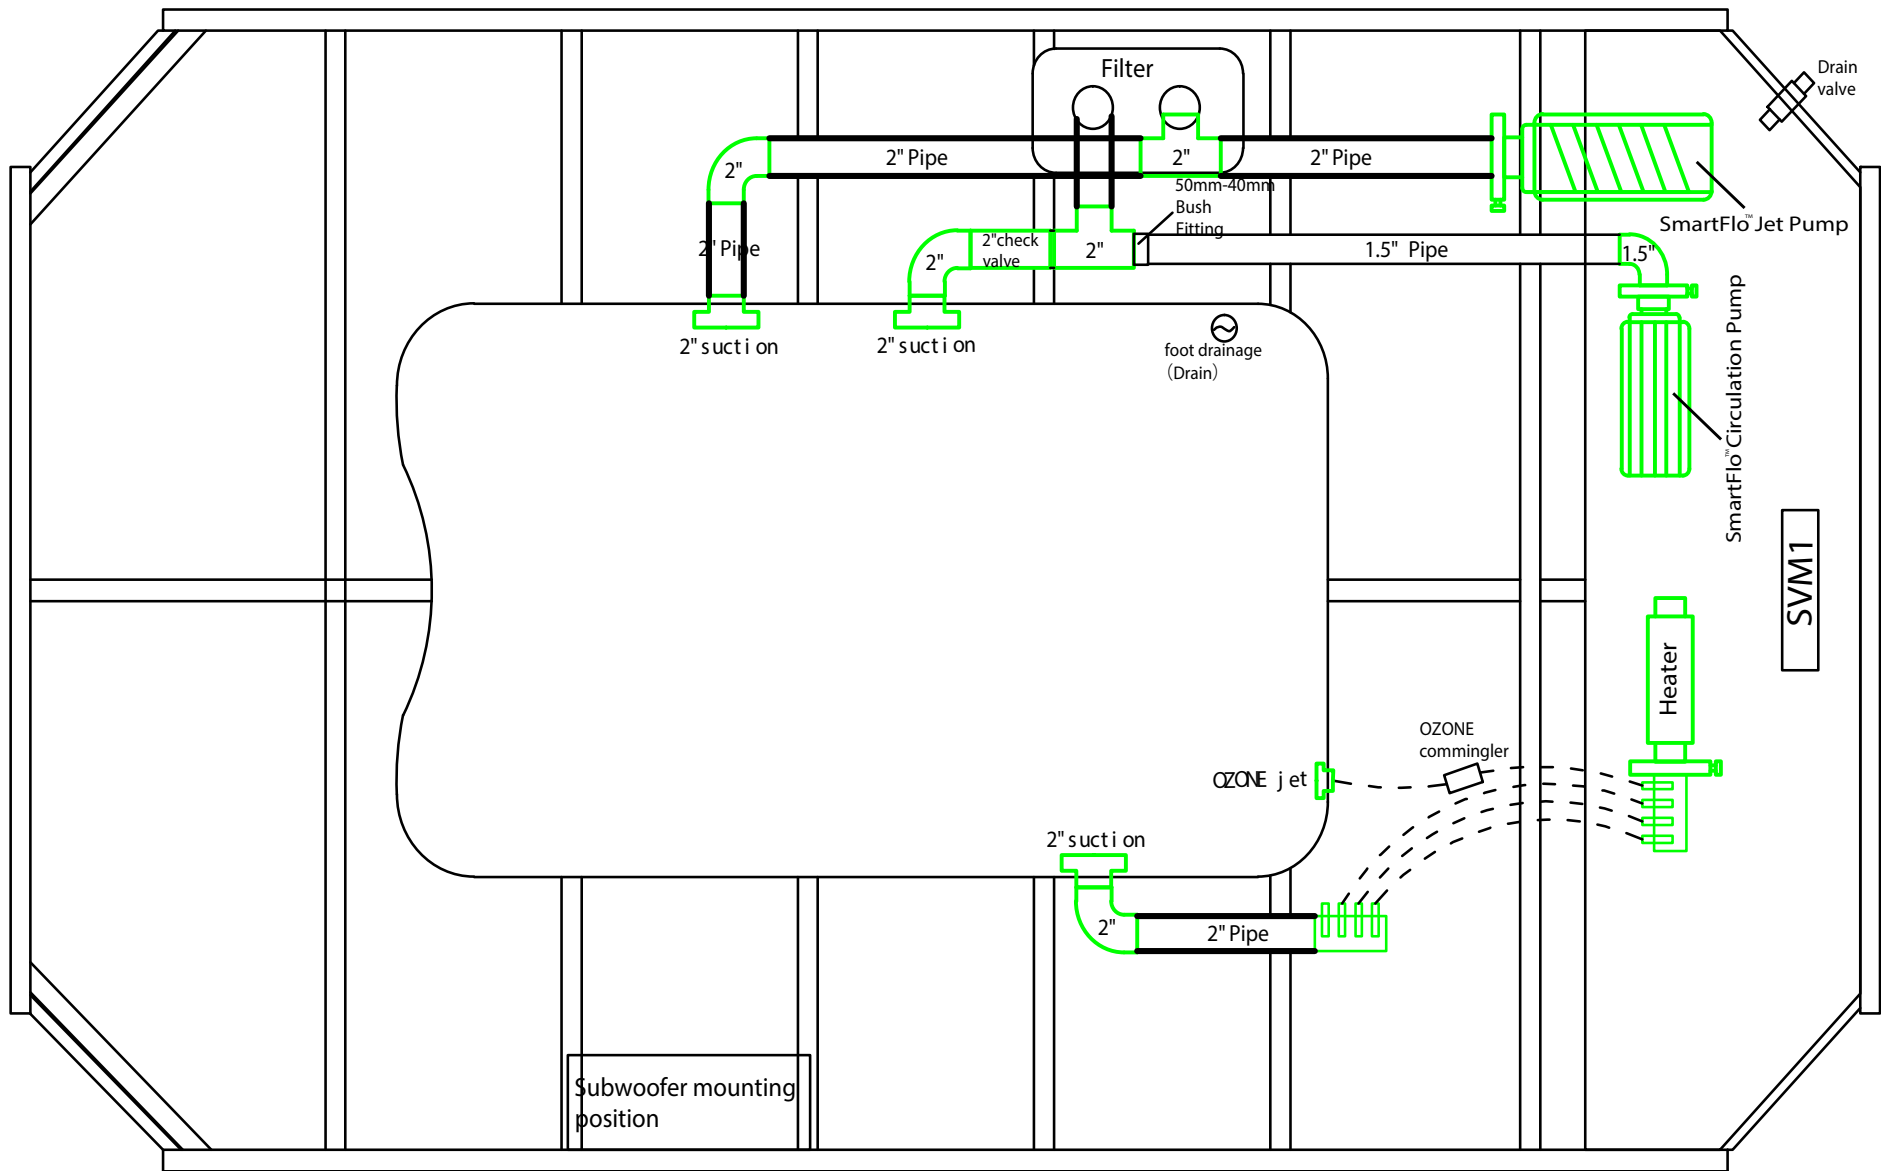 Filter
Drain
valve
2" Pipe
2"
2" Pipe
2"
50mm-40mm
Bush
Fitting
SmartFlo™ Jet Pump
2" Pipe
2"check
valve
2"
2"
1.5" Pipe
1.5"
2" suction
2" suction
foot drainage
(Drain)
SmartFlo™ Circulation Pump
SVM1
Heater
OZONE
commingler
OZONE jet
2" suction
2"
2" Pipe
Subwoofer mounting
position